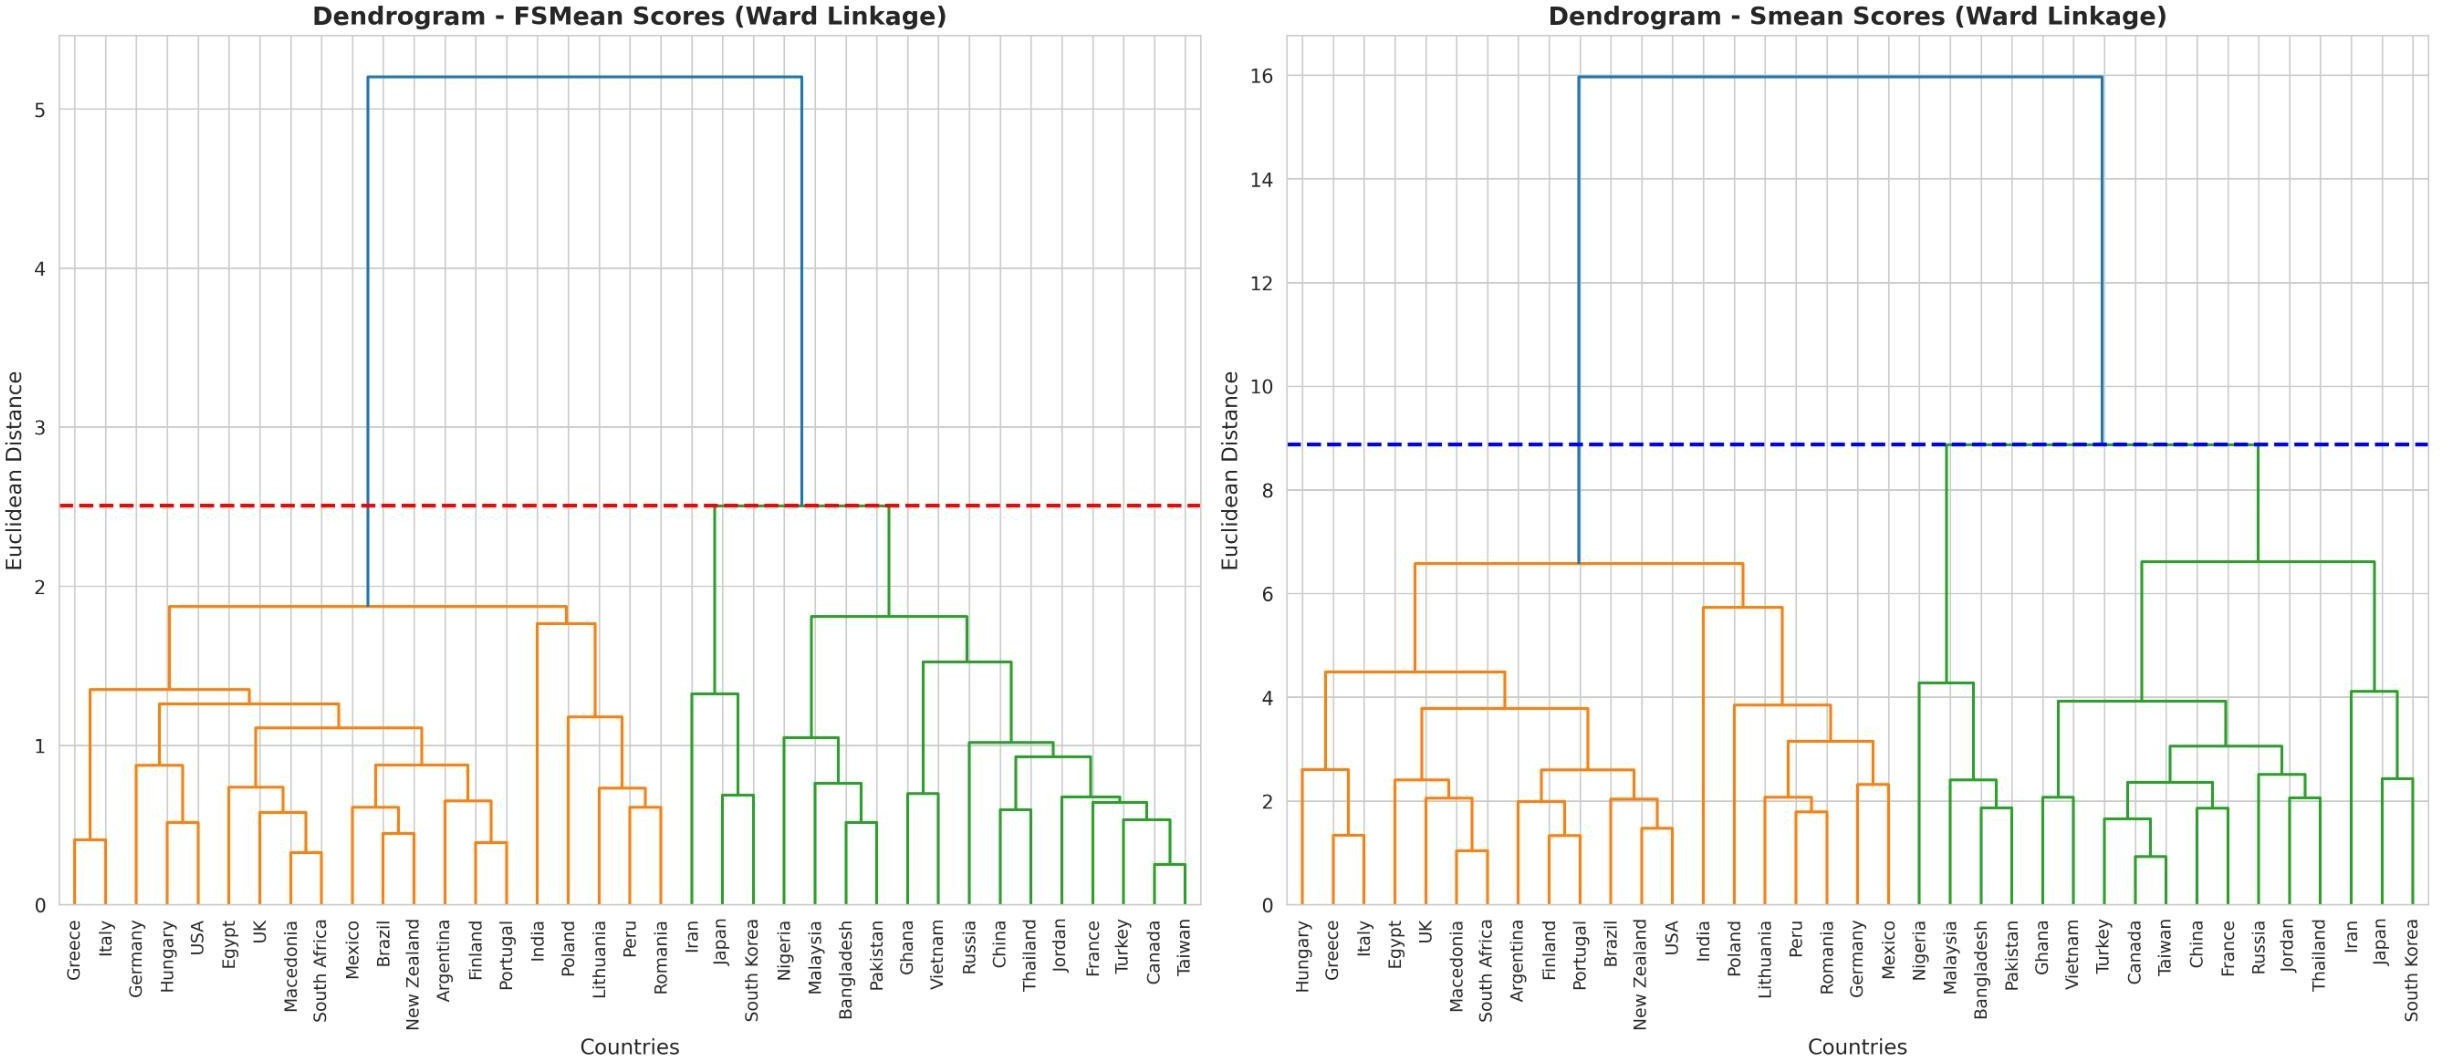 Dendrogram - FSMean Scores (Ward Linkage)
Euclidean Distance
5
4
3
2
1
0
Greece
Italy
Germany
Hungary
USA
Egypt
UK
Macedonia
South Africa
Mexico
Brazil
New Zealand
Argentina
Finland
Portugal
India
Poland
Lithuania
Peru
Romania
Iran
Japan
South Korea
Nigeria
Malaysia
Bangladesh
Pakistan
Ghana
Vietnam
Russia
China
Thailand
Jordan
France
Turkey
Canada
Taiwan
Countries
Dendrogram - Smean Scores (Ward Linkage)
Euclidean Distance
16
14
12
10
8
6
4
2
0
Hungary
Greece
Italy
Egypt
UK
Macedonia
South Africa
Argentina
Finland
Portugal
Brazil
New Zealand
USA
India
Poland
Lithuania
Peru
Romania
Germany
Mexico
Nigeria
Malaysia
Bangladesh
Pakistan
Ghana
Vietnam
Turkey
Canada
Taiwan
China
France
Russia
Jordan
Thailand
Iran
Japan
South Korea
Countries